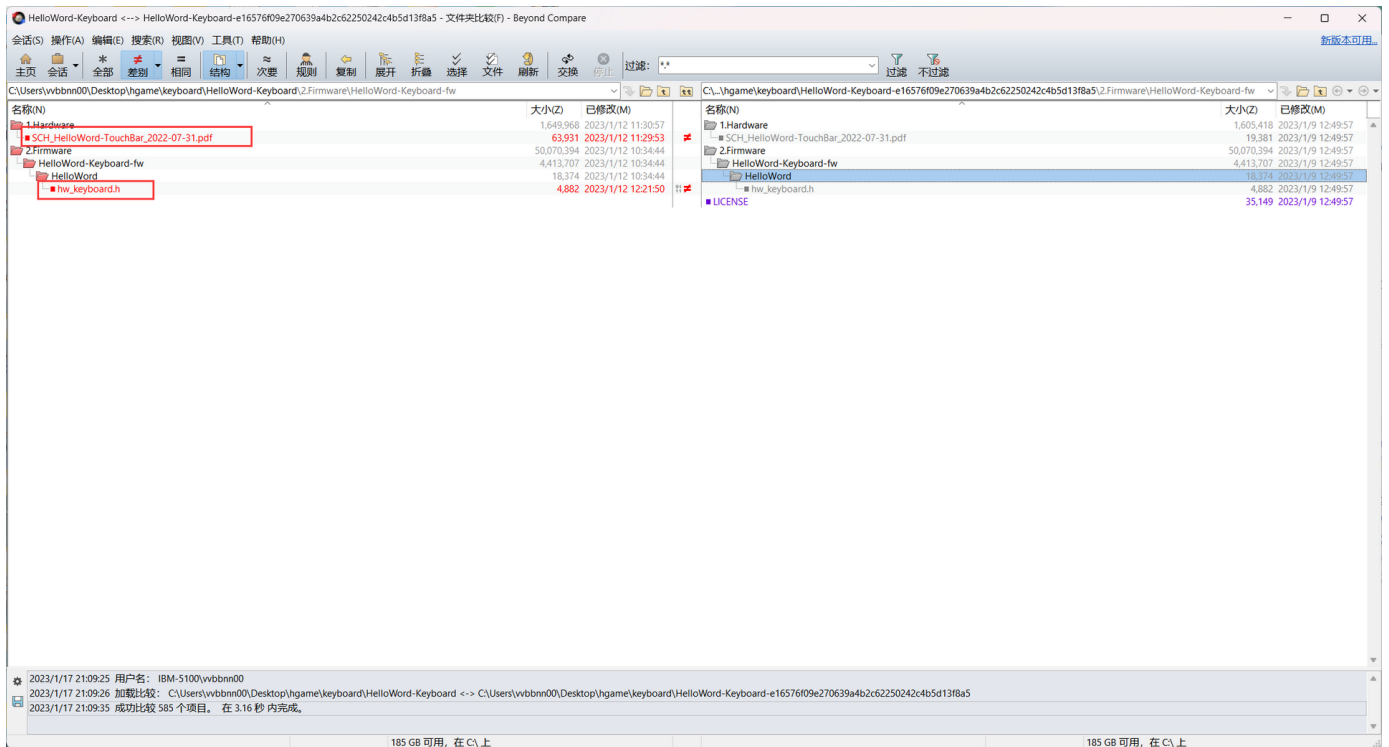 HelloWord-Keyboard <--> HelloWord-Keyboard-e16576f09e270639a4b2c62250242c4b5d13f8a5 - 文件夹比较(F) - Beyond Compare
会话(S) 操作(A) 编辑(E) 搜索(R) 视图(V) 工具(T) 帮助(H) 新版本可用...
主页 会话 全部 差别 相同 结构 次要 规则 复制 展开 折叠 选择 文件 刷新 交换 停止 过滤: *.* 过滤 不过滤
C:\Users\vvbbnn00\Desktop\hgame\keyboard\HelloWord-Keyboard\2.Firmware\HelloWord-Keyboard-fw C:\...\hgame\keyboard\HelloWord-Keyboard-e16576f09e270639a4b2c62250242c4b5d13f8a5\2.Firmware\HelloWord-Keyboard-fw
名称(N) 大小(Z) 已修改(M) 名称(N) 大小(Z) 已修改(M)
1.Hardware 1,649,968 2023/1/12 11:30:57 1.Hardware 1,605,418 2023/1/9 12:49:57
SCH_HelloWord-TouchBar_2022-07-31.pdf 63,931 2023/1/12 11:29:53 ≠ SCH_HelloWord-TouchBar_2022-07-31.pdf 19,381 2023/1/9 12:49:57
2.Firmware 50,070,394 2023/1/12 10:34:44 2.Firmware 50,070,394 2023/1/9 12:49:57
HelloWord-Keyboard-fw 4,413,707 2023/1/12 10:34:44 HelloWord-Keyboard-fw 4,413,707 2023/1/9 12:49:57
HelloWord 18,374 2023/1/12 10:34:44 HelloWord 18,374 2023/1/9 12:49:57
hw_keyboard.h 4,882 2023/1/12 12:21:50 ≠ hw_keyboard.h 4,882 2023/1/9 12:49:57
LICENSE 35,149 2023/1/9 12:49:57
2023/1/17 21:09:25 用户名: IBM-5100\vvbbnn00
2023/1/17 21:09:26 加载比较: C:\Users\vvbbnn00\Desktop\hgame\keyboard\HelloWord-Keyboard <-> C:\Users\vvbbnn00\Desktop\hgame\keyboard\HelloWord-Keyboard-e16576f09e270639a4b2c62250242c4b5d13f8a5
2023/1/17 21:09:35 成功比较 585 个项目。 在 3.16 秒 内完成。
185 GB 可用, 在 C:\ 上 185 GB 可用, 在 C:\ 上